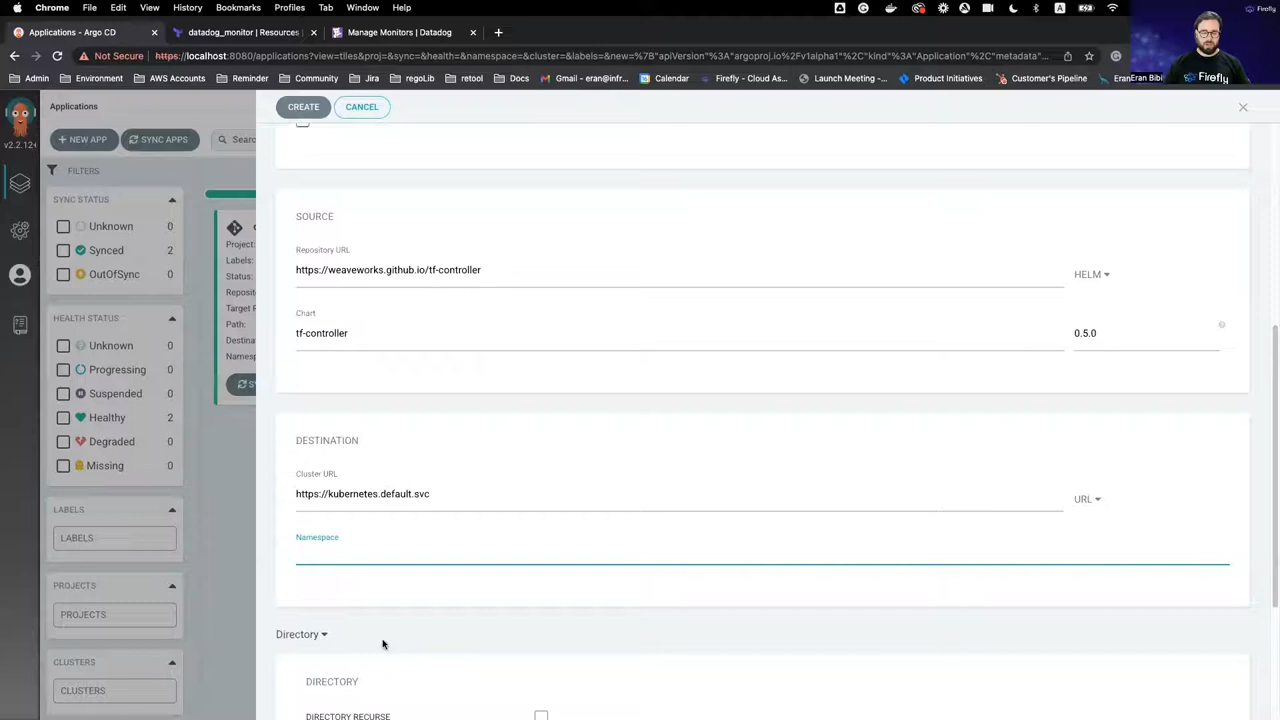 Chrome File Edit View History Bookmarks Profiles Tab Window Help
Firefly
Applications - Argo CD
datadog_monitor | Resources |
Manage Monitors | Datadog
Not Secure
https://localhost:8080/applications?view=tiles&proj=&sync=&health=&namespace=&cluster=&labels=&new=%7B"apiVersion"%3A"argoproj.io%2Fv1alpha1"%2C"kind"%3A"Application"%2C"metadata"...
Admin
Environment
AWS Accounts
Reminder
Community
Jira
regoLib
retool
Docs
Gmail - eran@infr...
Calendar
Firefly - Cloud As...
Launch Meeting -...
Product Initiatives
Customer's Pipeline
Eran Bibi
Firefly
v2.2.12+
Applications
CREATE
CANCEL
+ NEW APP
SYNC APPS
FILTERS
SYNC STATUS
Unknown 0
Synced 2
OutOfSync 0
HEALTH STATUS
Unknown 0
Progressing 0
Suspended 0
Healthy 2
Degraded 0
Missing 0
LABELS
LABELS
PROJECTS
PROJECTS
CLUSTERS
CLUSTERS
Project:
Labels:
Status:
Reposit
Target R
Path:
Destina
Namesp
SOURCE
Repository URL
https://weaveworks.github.io/tf-controller
HELM
Chart
tf-controller
0.5.0
DESTINATION
Cluster URL
https://kubernetes.default.svc
URL
Namespace
Directory
DIRECTORY
DIRECTORY RECURSE